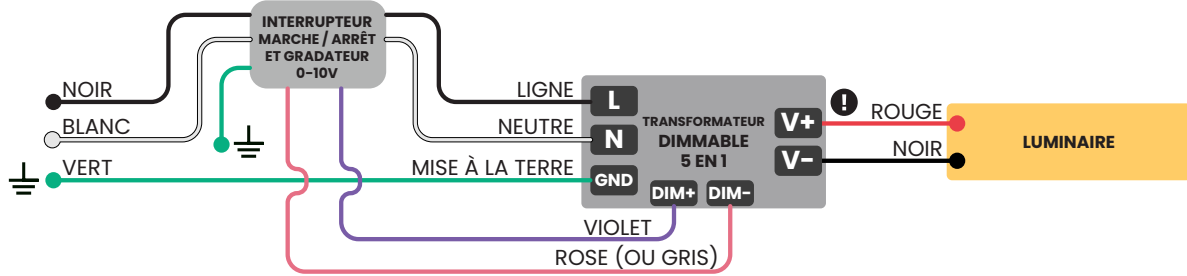 INTERRUPTEUR
MARCHE / ARRÊT
ET GRADATEUR
0-10V
NOIR
BLANC
VERT
LIGNE
NEUTRE
MISE À LA TERRE
L
N
GND
TRANSFORMATEUR
DIMMABLE
5 EN 1
V+
V-
DIM+
DIM-
!
ROUGE
NOIR
LUMINAIRE
VIOLET
ROSE (OU GRIS)